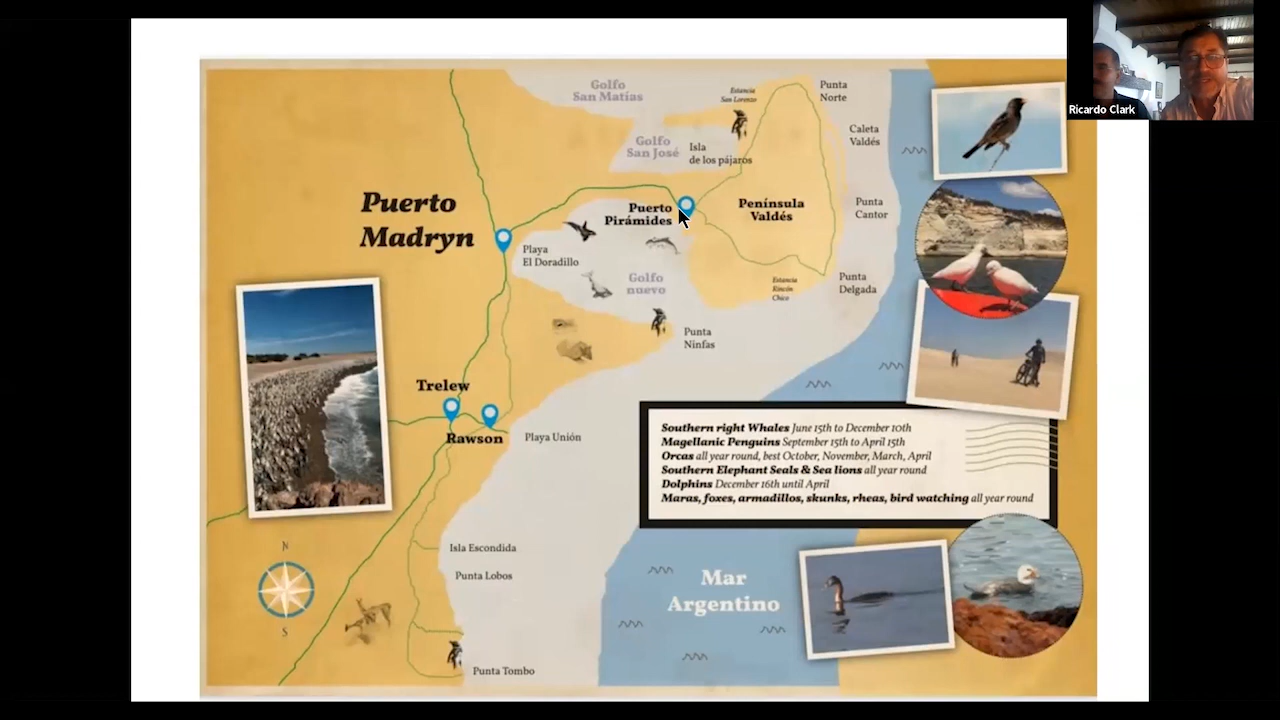 Ricardo Clark
Golfo
San Matías
Estancia
San Lorenzo
Punta
Norte
Caleta
Valdés
Golfo
San José
Isla
de los pájaros
Puerto
Madryn
Puerto
Pirámides
Península
Valdés
Punta
Cantor
Playa
El Doradillo
Golfo
nuevo
Estancia
Rincón
Chico
Punta
Delgada
Punta
Ninfas
Trelew
Rawson
Playa Unión
Southern right Whales June 15th to December 10th
Magellanic Penguins September 15th to April 15th
Orcas all year round, best October, November, March, April
Southern Elephant Seals & Sea lions all year round
Dolphins December 16th until April
Maras, foxes, armadillos, skunks, rheas, bird watching all year round
N
S
Isla Escondida
Punta Lobos
Mar
Argentino
Punta Tombo